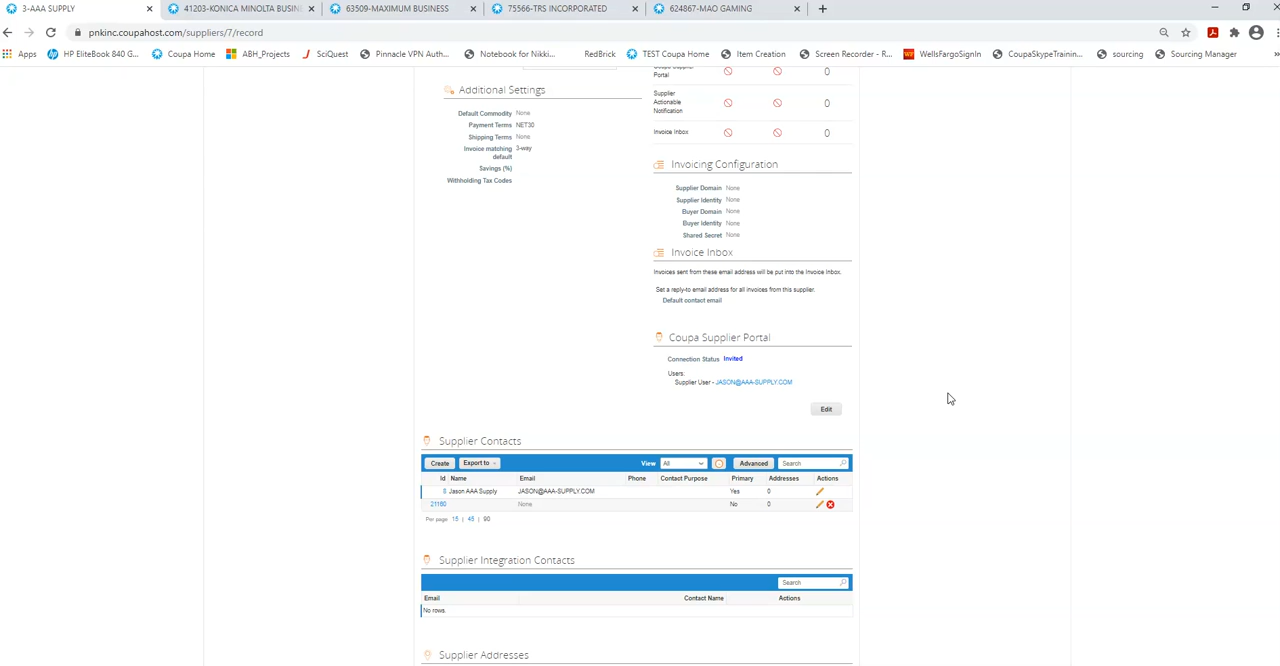 3-AAA SUPPLY
41203-KONICA MINOLTA BUSIN
63509-MAXIMUM BUSINESS
75566-TRS INCORPORATED
624867-MAO GAMING
pnkinc.coupahost.com/suppliers/7/record
Apps
HP EliteBook 840 G...
Coupa Home
ABH_Projects
SciQuest
Pinnacle VPN Auth...
Notebook for Nikki...
RedBrick
TEST Coupa Home
Item Creation
Screen Recorder - R...
WellsFargoSignIn
CoupaSkypeTrainin...
sourcing
Sourcing Manager
Coupa Supplier
Portal 0
Supplier
Actionable
Notification 0
Invoice Inbox 0
Additional Settings
Default Commodity None
Payment Terms NET30
Shipping Terms None
Invoice matching default 3-way
Savings (%)
Withholding Tax Codes
Invoicing Configuration
Supplier Domain None
Supplier Identity None
Buyer Domain None
Buyer Identity None
Shared Secret None
Invoice Inbox
Invoices sent from these email address will be put into the Invoice Inbox.
Set a reply-to email address for all invoices from this supplier.
Default contact email
Coupa Supplier Portal
Connection Status Invited
Users:
Supplier User - JASON@AAA-SUPPLY.COM
Edit
Supplier Contacts
Create Export to View All Advanced Search
Id Name Email Phone Contact Purpose Primary Addresses Actions
8 Jason AAA Supply JASON@AAA-SUPPLY.COM Yes 0
21160 None No 0
Per page 15 | 45 | 90
Supplier Integration Contacts
Search
Email Contact Name Actions
No rows.
Supplier Addresses